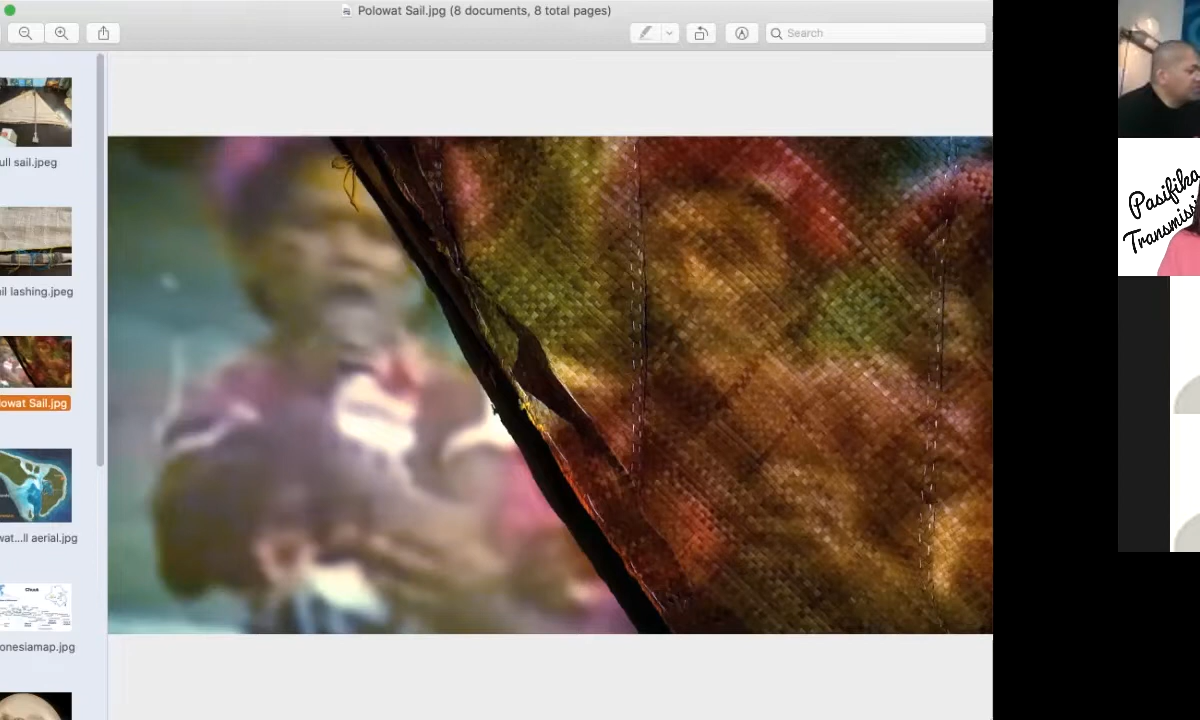 Polowat Sail.jpg (8 documents, 8 total pages)
Search
ull sail.jpeg
il lashing.jpeg
owat Sail.jpg
wat...ll aerial.jpg
Chuuk
onesiamap.jpg
Pasifika
Transmissi